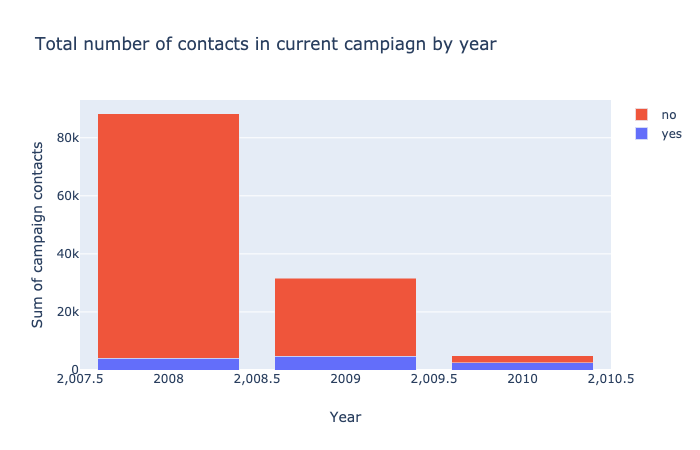 Total number of contacts in current campiagn by year
no
yes
80k
60k
40k
20k
0
Sum of campaign contacts
2,007.5 2008 2,008.5 2009 2,009.5 2010 2,010.5
Year